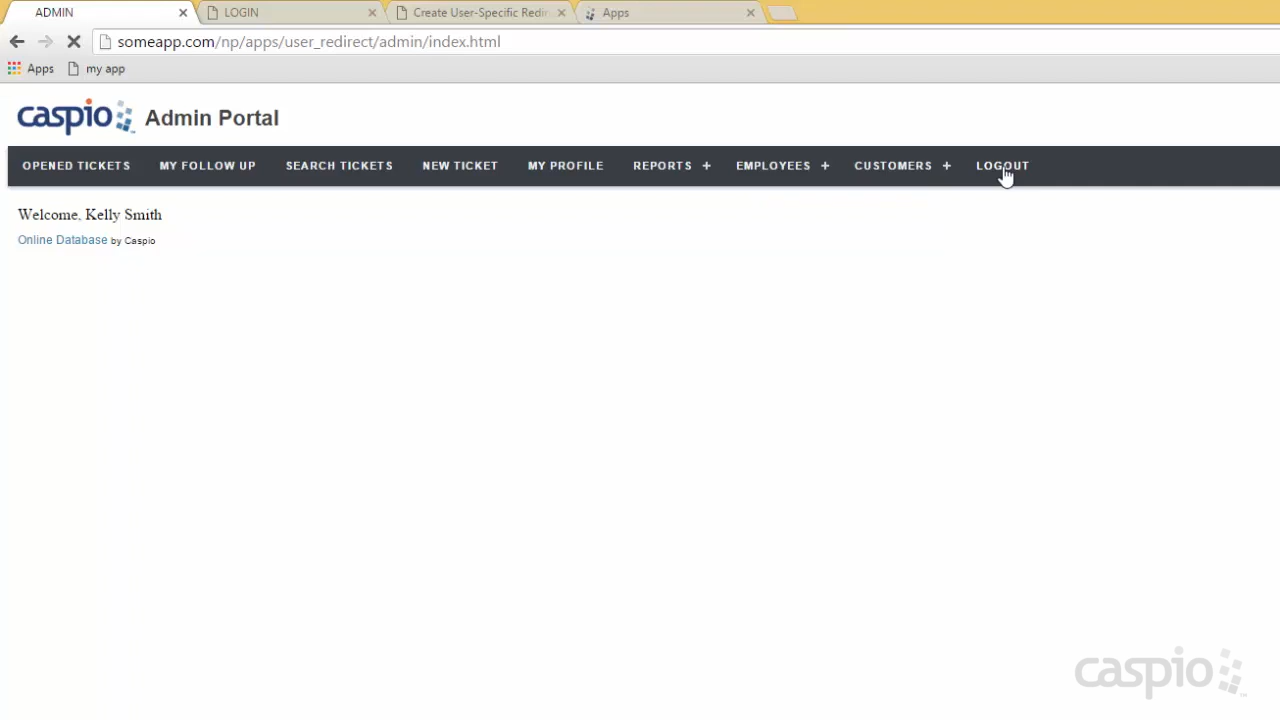 ADMIN
LOGIN
Create User-Specific Redir
Apps
someapp.com/np/apps/user_redirect/admin/index.html
Apps
my app
caspio
Admin Portal
OPENED TICKETS
MY FOLLOW UP
SEARCH TICKETS
NEW TICKET
MY PROFILE
REPORTS +
EMPLOYEES +
CUSTOMERS +
LOGOUT
Welcome, Kelly Smith
Online Database by Caspio
caspio